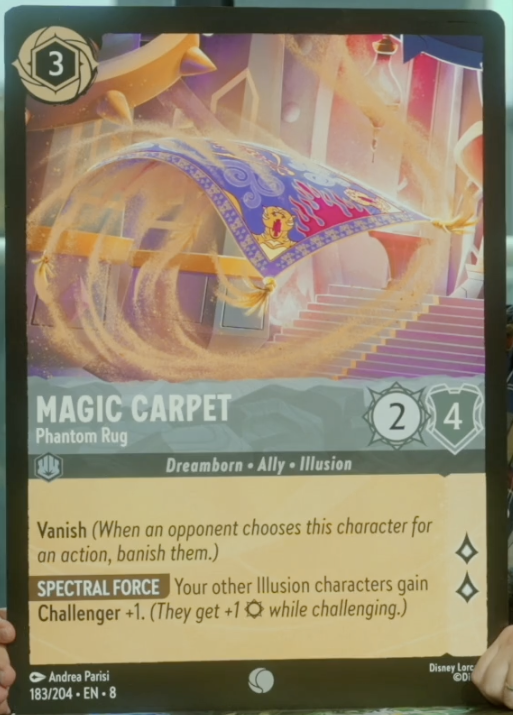 3
MAGIC CARPET
Phantom Rug
2
4
Dreamborn • Ally • Illusion
Vanish (When an opponent chooses this character for
an action, banish them.)
SPECTRAL FORCE Your other Illusion characters gain
Challenger +1. (They get +1 while challenging.)
Andrea Parisi
Disney
183/204 • EN • 8